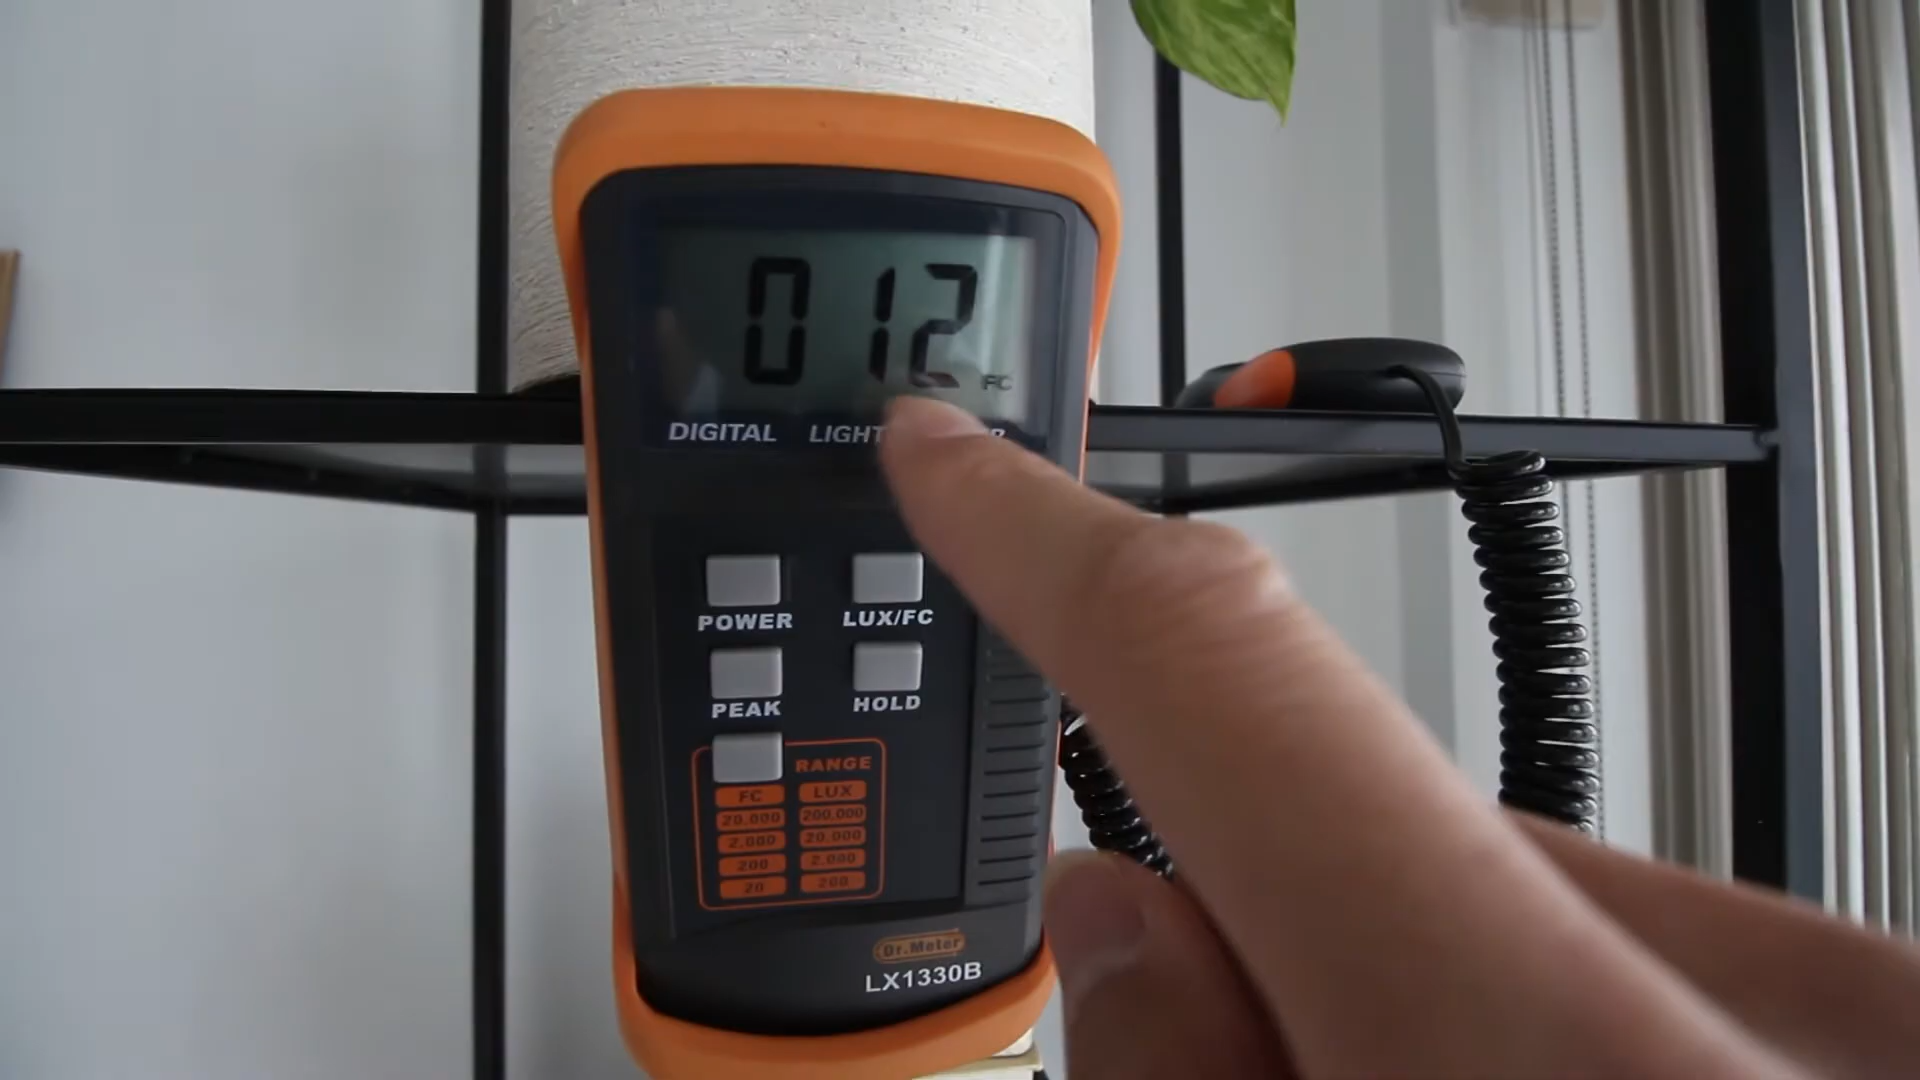 012 FC
DIGITAL LIGHT
POWER LUX/FC
PEAK HOLD
RANGE
FC LUX
20,000 200,000
2,000 20,000
200 2,000
20 200
Dr.Meter
LX1330B